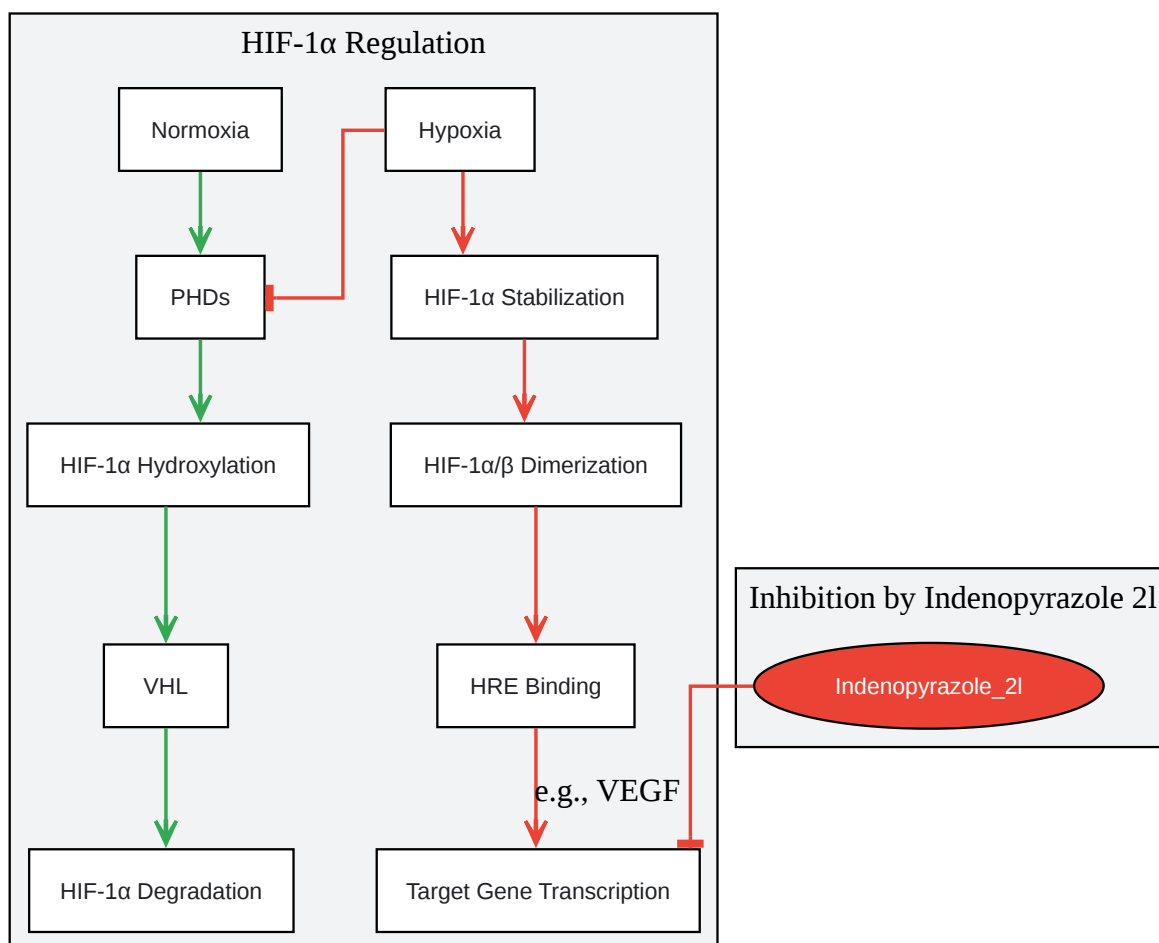 HIF-1α Regulation
Normoxia
Hypoxia
PHDs
HIF-1α Stabilization
HIF-1α Hydroxylation
HIF-1α/β Dimerization
Inhibition by Indenopyrazole 2l
VHL
HRE Binding
Indenopyrazole_2l
e.g., VEGF
HIF-1α Degradation
Target Gene Transcription